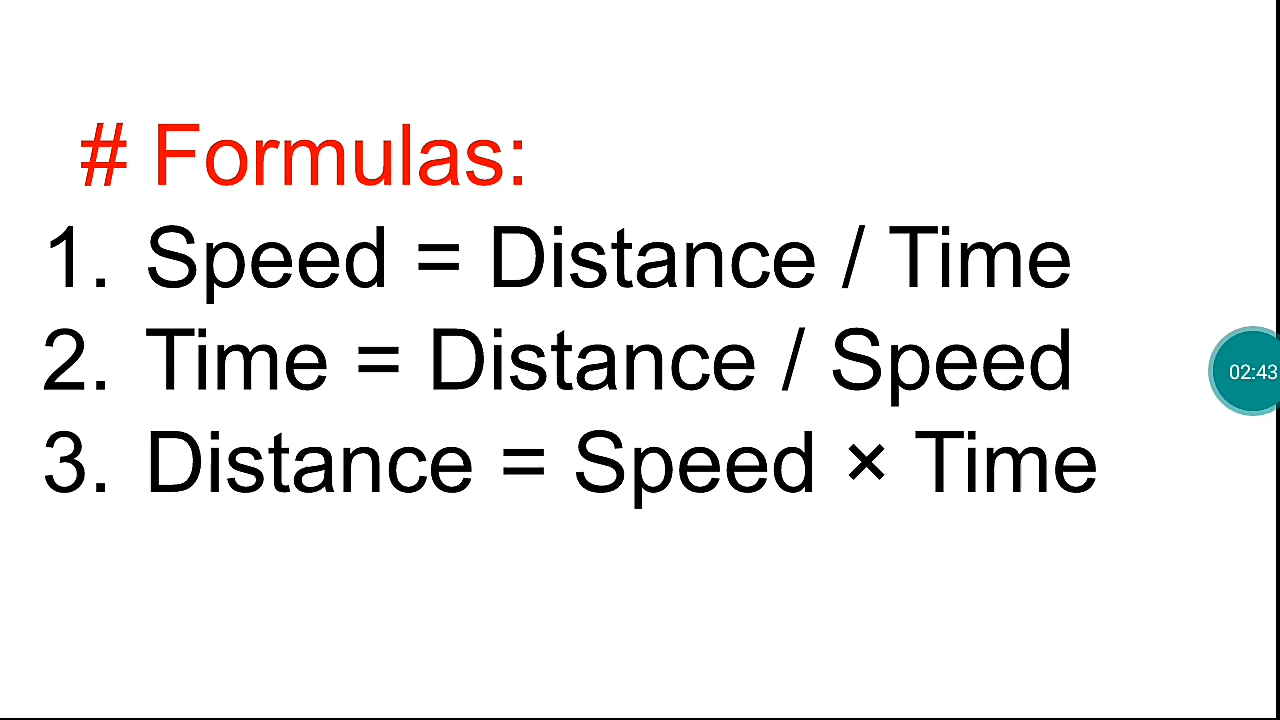 # Formulas:
1. Speed = Distance / Time
2. Time = Distance / Speed
02:43
3. Distance = Speed × Time